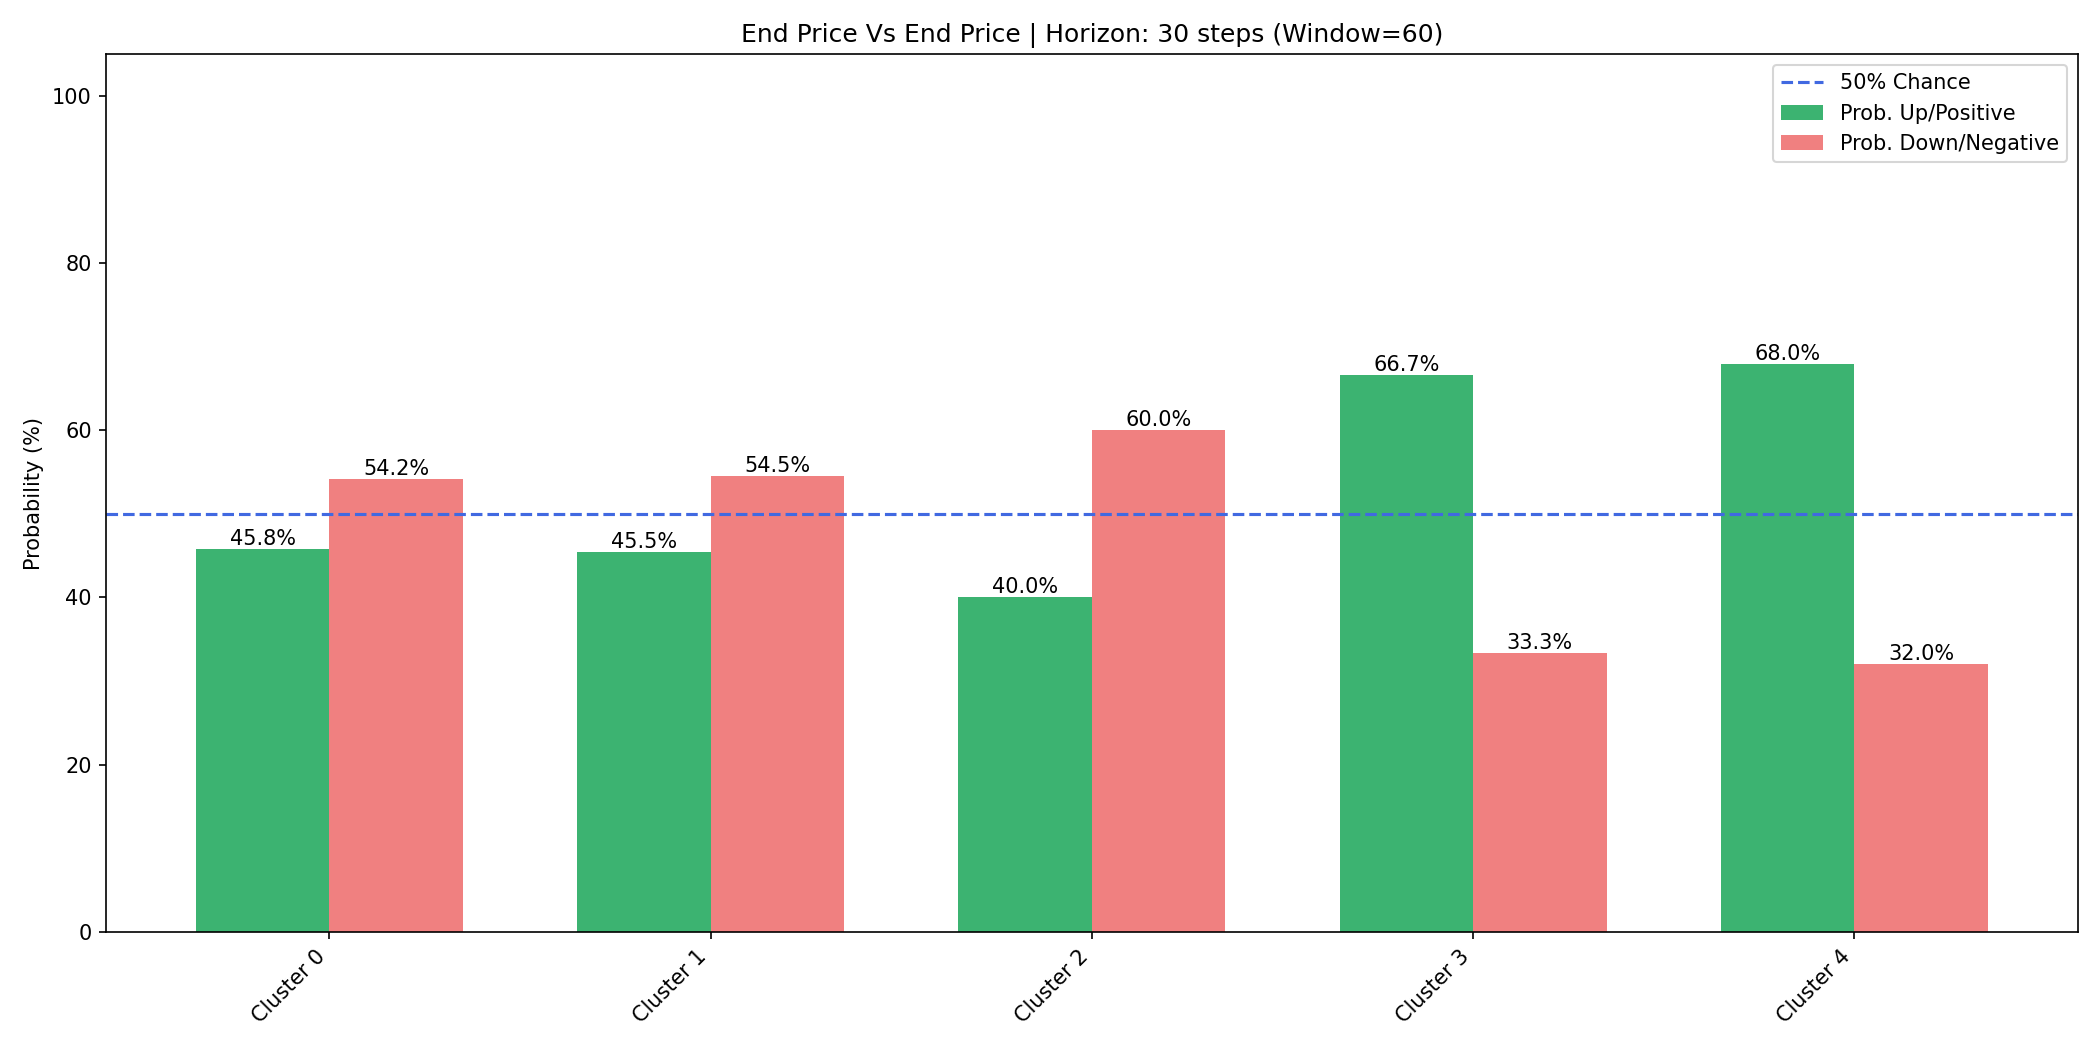 End Price Vs End Price | Horizon: 30 steps (Window=60)
50% Chance
Prob. Up/Positive
Prob. Down/Negative
Probability (%)
100
80
60
40
20
0
45.8%
54.2%
45.5%
54.5%
40.0%
60.0%
66.7%
33.3%
68.0%
32.0%
Cluster 0
Cluster 1
Cluster 2
Cluster 3
Cluster 4